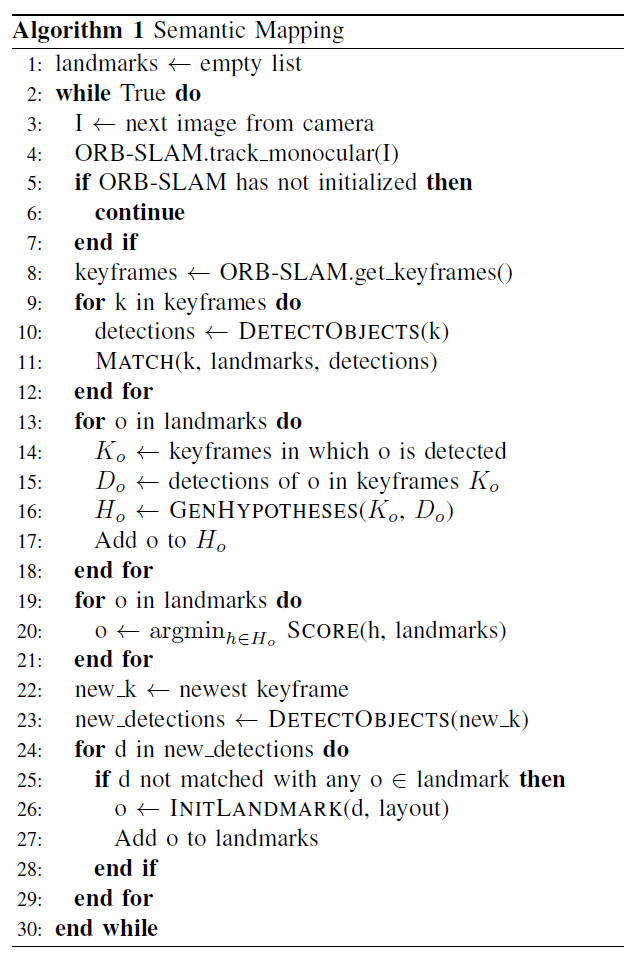 Algorithm 1 Semantic Mapping
1: landmarks ← empty list
2: while True do
3: I ← next image from camera
4: ORB-SLAM.track_monocular(I)
5: if ORB-SLAM has not initialized then
6: continue
7: end if
8: keyframes ← ORB-SLAM.get_keyframes()
9: for k in keyframes do
10: detections ← DETECTOBJECTS(k)
11: MATCH(k, landmarks, detections)
12: end for
13: for o in landmarks do
14: K_o ← keyframes in which o is detected
15: D_o ← detections of o in keyframes K_o
16: H_o ← GENHYPOTHESES(K_o, D_o)
17: Add o to H_o
18: end for
19: for o in landmarks do
20: o ← argmin_{h∈H_o} SCORE(h, landmarks)
21: end for
22: new_k ← newest keyframe
23: new_detections ← DETECTOBJECTS(new_k)
24: for d in new_detections do
25: if d not matched with any o ∈ landmark then
26: o ← INITLANDMARK(d, layout)
27: Add o to landmarks
28: end if
29: end for
30: end while